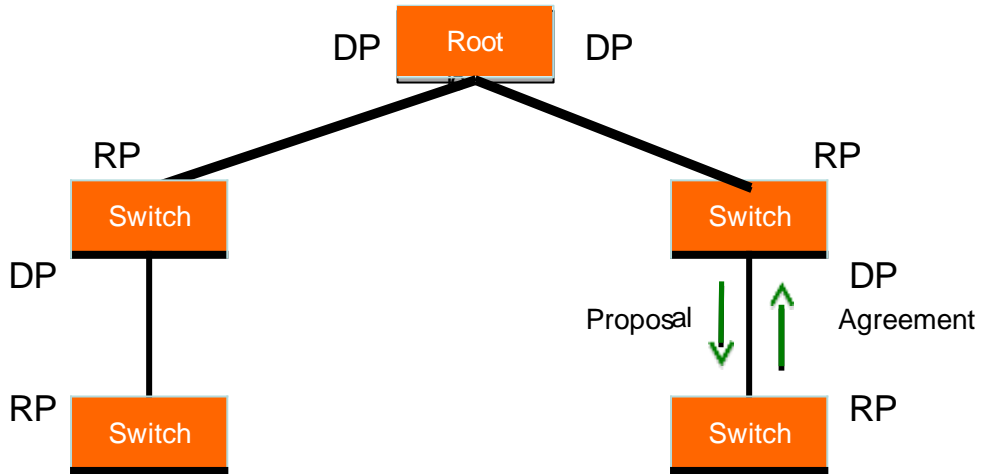 DP Root DP
RP RP
Switch Switch
DP DP
Proposal Agreement
RP RP
Switch Switch